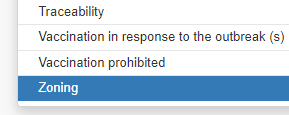 Traceability
Vaccination in response to the outbreak (s)
Vaccination prohibited
Zoning